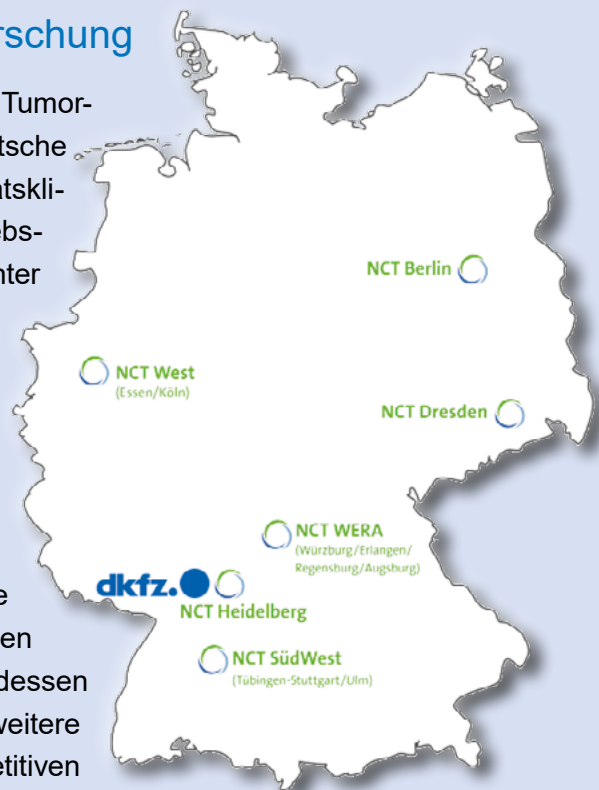 rschung
Tumor-
tsche
atskli-
ebs-
nter
NCT Berlin
NCT West
(Essen/Köln)
NCT Dresden
NCT WERA
(Würzburg/Erlangen/
Regensburg/Augsburg)
dkfz.
NCT Heidelberg
e
en
NCT SüdWest
(Tübingen-Stuttgart/Ulm)
dessen
weitere
etitiven